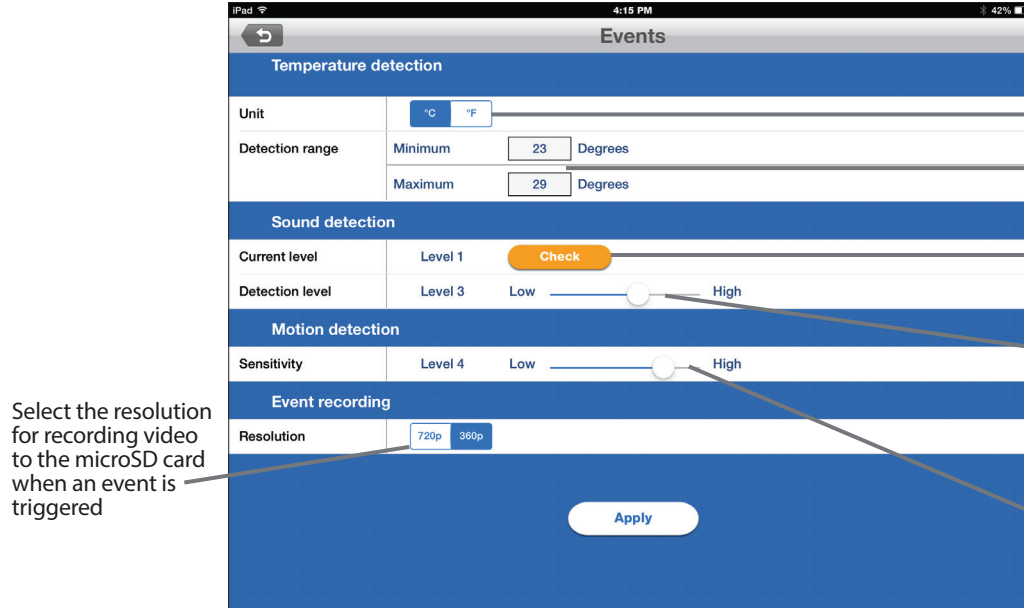 iPad 4:15 PM 42%
Events
Temperature detection
Unit °C °F
Detection range Minimum 23 Degrees
Maximum 29 Degrees
Sound detection
Current level Level 1 Check
Detection level Level 3 Low High
Motion detection
Sensitivity Level 4 Low High
Event recording
Resolution 720p 360p
Apply
Select the resolution
for recording video
to the microSD card
when an event is
triggered